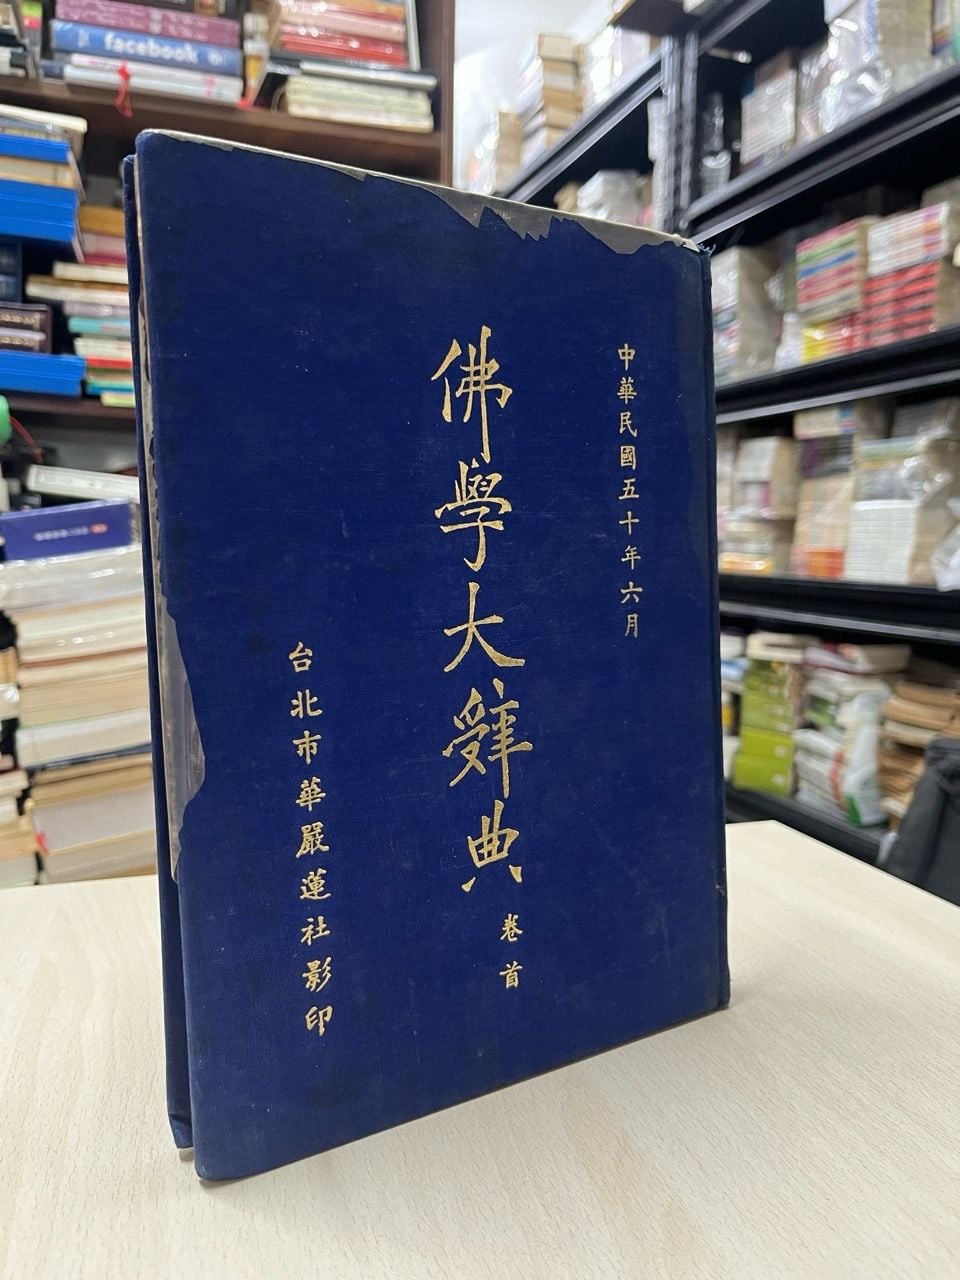 中華民國五十年六月
佛學大辭典
卷首
台北市華嚴蓮社影印
facebook